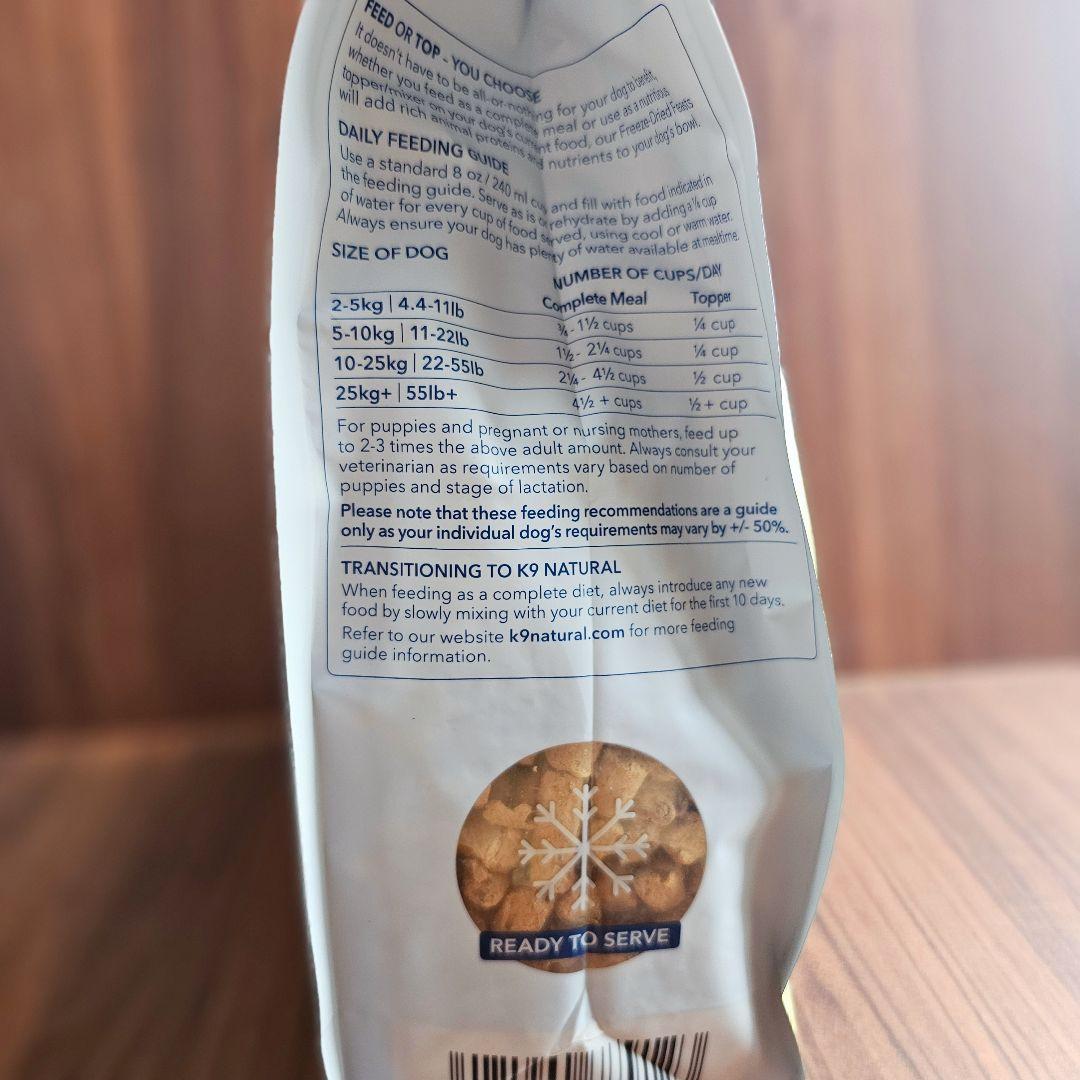 FEED OR TOP - YOU CHOOSE
It doesn't have to be all-or-nothing for your dog to benefit,
whether you feed as a complete meal or use as a nutritious
topper/mixer on your dog's current food, our Freeze-Dried Feasts
will add rich animal proteins and nutrients to your dog's bowl.
DAILY FEEDING GUIDE
Use a standard 8 oz / 240 ml cup and fill with food indicated in
the feeding guide. Serve as is or rehydrate by adding a ¼ cup
of water for every cup of food served, using cool or warm water.
Always ensure your dog has plenty of water available at mealtime.
SIZE OF DOG NUMBER OF CUPS/DAY
Complete Meal Topper
2-5kg | 4.4-11lb ¾ - 1½ cups ¼ cup
5-10kg | 11-22lb 1½ - 2¼ cups ¼ cup
10-25kg | 22-55lb 2¼ - 4½ cups ½ cup
25kg+ | 55lb+ 4½ + cups ½ + cup
For puppies and pregnant or nursing mothers, feed up
to 2-3 times the above adult amount. Always consult your
veterinarian as requirements vary based on number of
puppies and stage of lactation.
Please note that these feeding recommendations are a guide
only as your individual dog's requirements may vary by +/- 50%.
TRANSITIONING TO K9 NATURAL
When feeding as a complete diet, always introduce any new
food by slowly mixing with your current diet for the first 10 days.
Refer to our website k9natural.com for more feeding
guide information.
READY TO SERVE